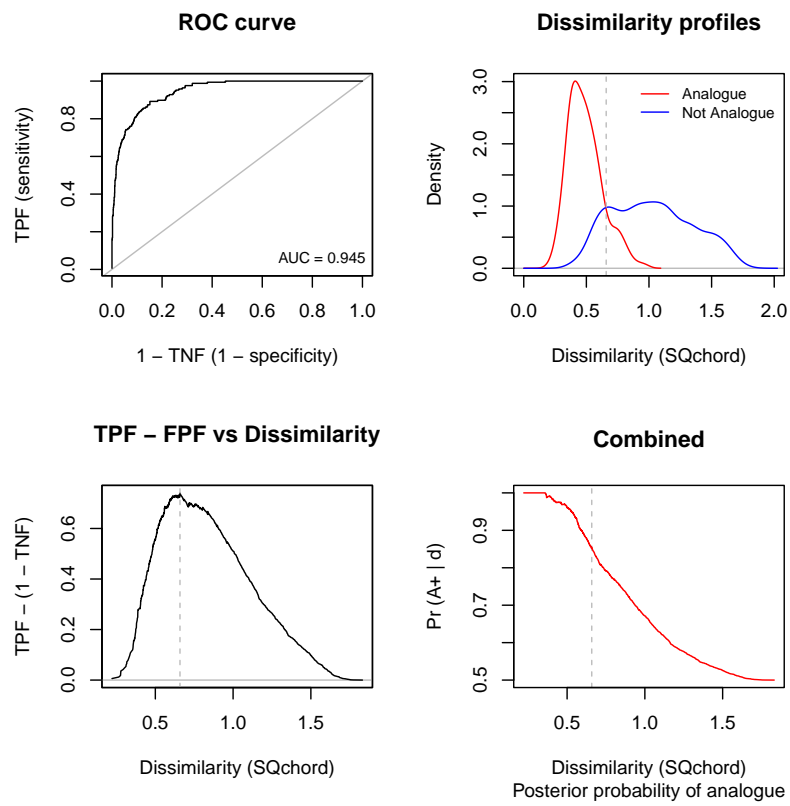 ROC curve
TPF (sensitivity)
0.0 0.4 0.8
AUC = 0.945
0.0 0.2 0.4 0.6 0.8 1.0
1 − TNF (1 − specificity)
Dissimilarity profiles
Density
0.0 1.0 2.0 3.0
Analogue
Not Analogue
0.0 0.5 1.0 1.5 2.0
Dissimilarity (SQchord)
TPF − FPF vs Dissimilarity
TPF − (1 − TNF)
0.0 0.2 0.4 0.6
0.5 1.0 1.5
Dissimilarity (SQchord)
Combined
Pr (A+ | d)
0.5 0.7 0.9
0.5 1.0 1.5
Dissimilarity (SQchord)
Posterior probability of analogue